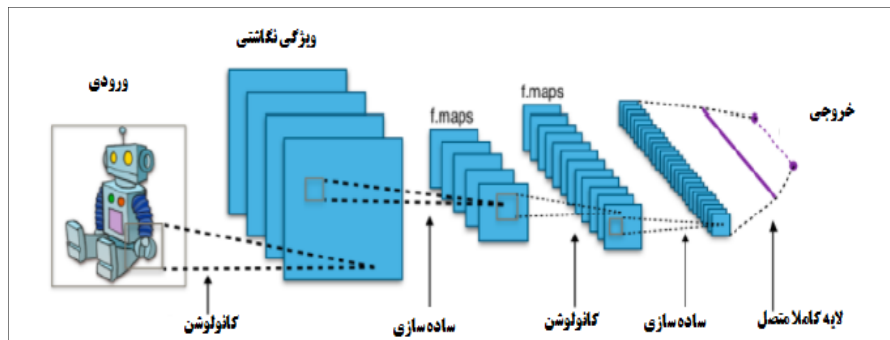 ویژگی نگاشتی
ورودی
f.maps
f.maps
خروجی
کانولوشن
ساده سازی
کانولوشن
ساده سازی
لایه کاملا متصل